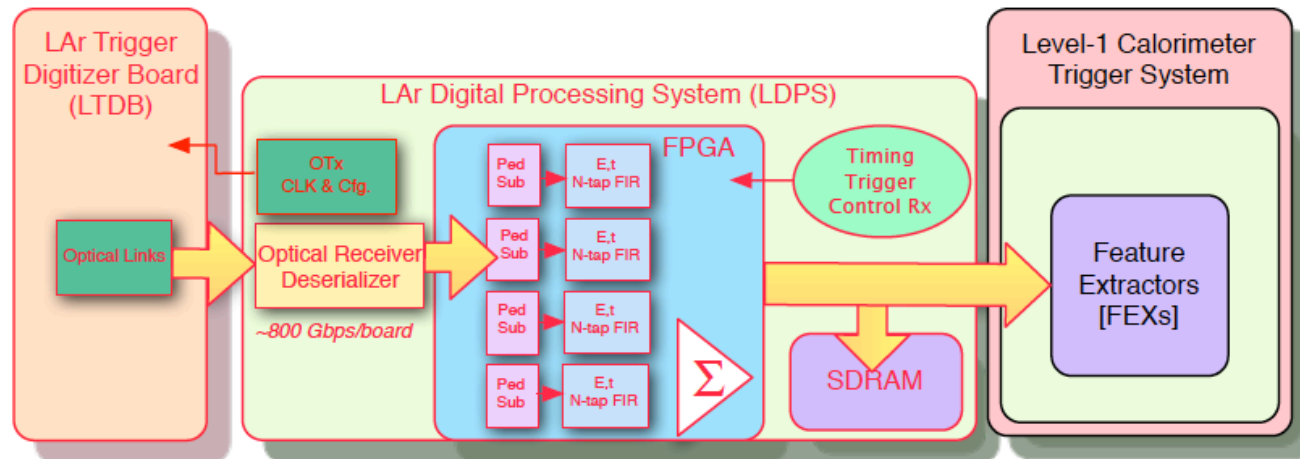 LAr Trigger
Digitizer Board
(LTDB)
Optical Links
LAr Digital Processing System (LDPS)
OTx
CLK & Cfg.
Optical Receiver
Deserializer
~800 Gbps/board
FPGA
Ped
Sub
E,t
N-tap FIR
Ped
Sub
E,t
N-tap FIR
Ped
Sub
E,t
N-tap FIR
Ped
Sub
E,t
N-tap FIR
Σ
Timing
Trigger
Control Rx
SDRAM
Level-1 Calorimeter
Trigger System
Feature
Extractors
[FEXs]